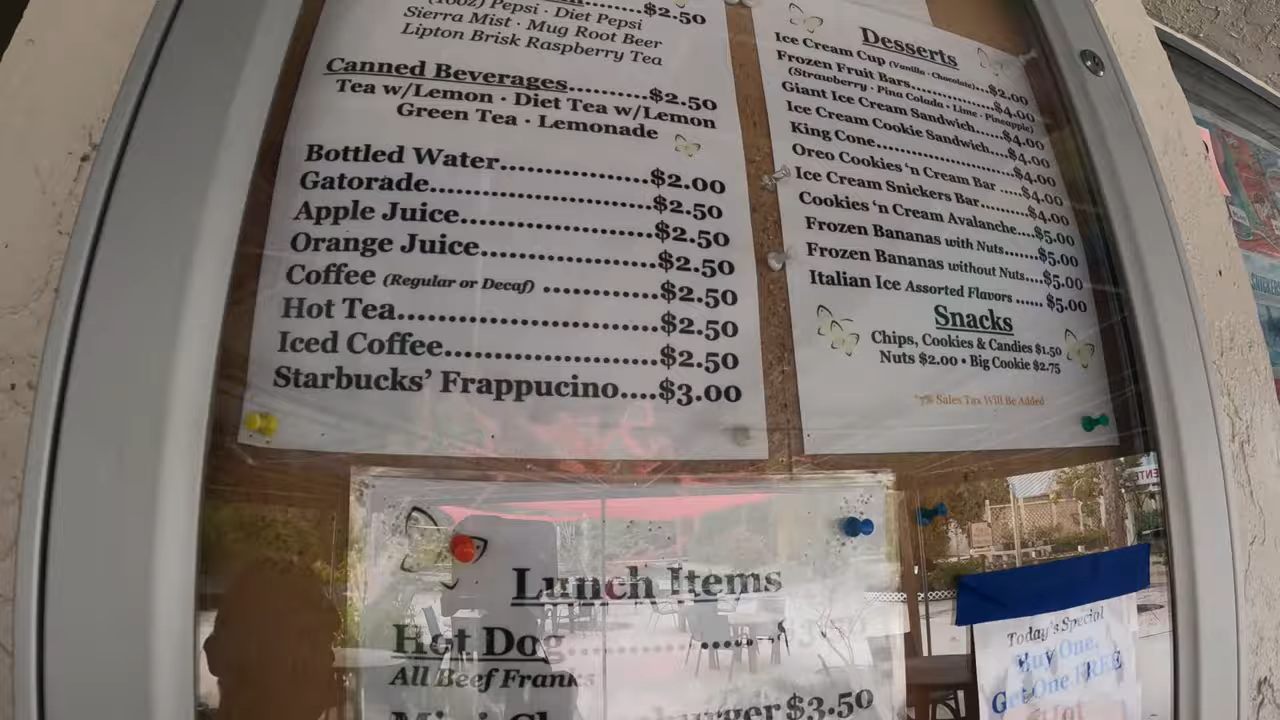 $2.50
(16oz) Pepsi · Diet Pepsi
Sierra Mist · Mug Root Beer
Lipton Brisk Raspberry Tea
Canned Beverages..........$2.50
Tea w/Lemon · Diet Tea w/Lemon
Green Tea · Lemonade
Bottled Water..................$2.00
Gatorade...........................$2.50
Apple Juice.......................$2.50
Orange Juice....................$2.50
Coffee (Regular or Decaf) ............$2.50
Hot Tea...............................$2.50
Iced Coffee.........................$2.50
Starbucks' Frappucino.....$3.00
Desserts
Ice Cream Cup (Vanilla · Chocolate)....$2.00
Frozen Fruit Bars...............$4.00
(Strawberry · Pina Colada · Lime · Pineapple)
Giant Ice Cream Sandwich......$4.00
Ice Cream Cookie Sandwich....$4.00
King Cone.........................$4.00
Oreo Cookies 'n Cream Bar .....$4.00
Ice Cream Snickers Bar.........$4.00
Cookies 'n Cream Avalanche....$5.00
Frozen Bananas with Nuts.......$5.00
Frozen Bananas without Nuts....$5.00
Italian Ice Assorted Flavors ......$5.00
Snacks
Chips, Cookies & Candies $1.50
Nuts $2.00 • Big Cookie $2.75
*7% Sales Tax Will Be Added
Lunch Items
Hot Dog
All Beef Franks
$3.50
Today's Special
Buy One,
Get One FREE
Hot